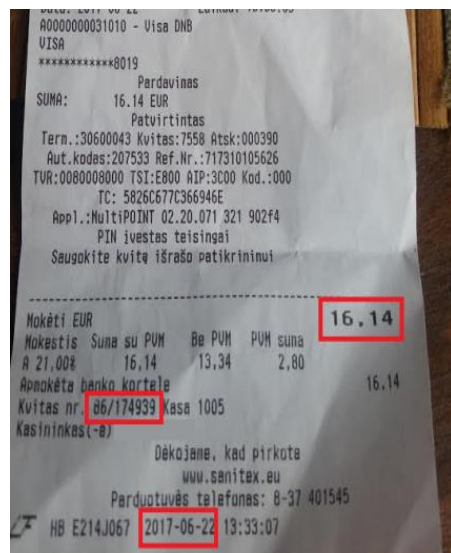 A0000000031010 - Visa DNB
VISA
************8019
Pardavimas
SUMA: 16.14 EUR
Patvirtintas
Term.:30600043 Kvitas:7558 Atsk:000390
Aut.kodas:207533 Ref.Nr.:717310105626
TVR:0080008000 TSI:E800 AIP:3C00 Kod.:000
TC: 5826C677C366946E
Appl.:MultiPOINT 02.20.071 321 902f4
PIN įvestas teisingai
Saugokite kvitą išrašo patikrinimui
Mokėti EUR 16,14
Mokestis Suma su PVM Be PVM PVM suma
A 21,00% 16,14 13,34 2,80
Apmokėta banko kortele 16,14
Kvitas nr. 86/174939 Kasa 1005
Kasininkas(-ė)
Dėkojame, kad pirkote
www.sanitex.eu
Parduotuvės telefonas: 8-37 401545
LF HB E214J067 2017-06-22 13:33:07